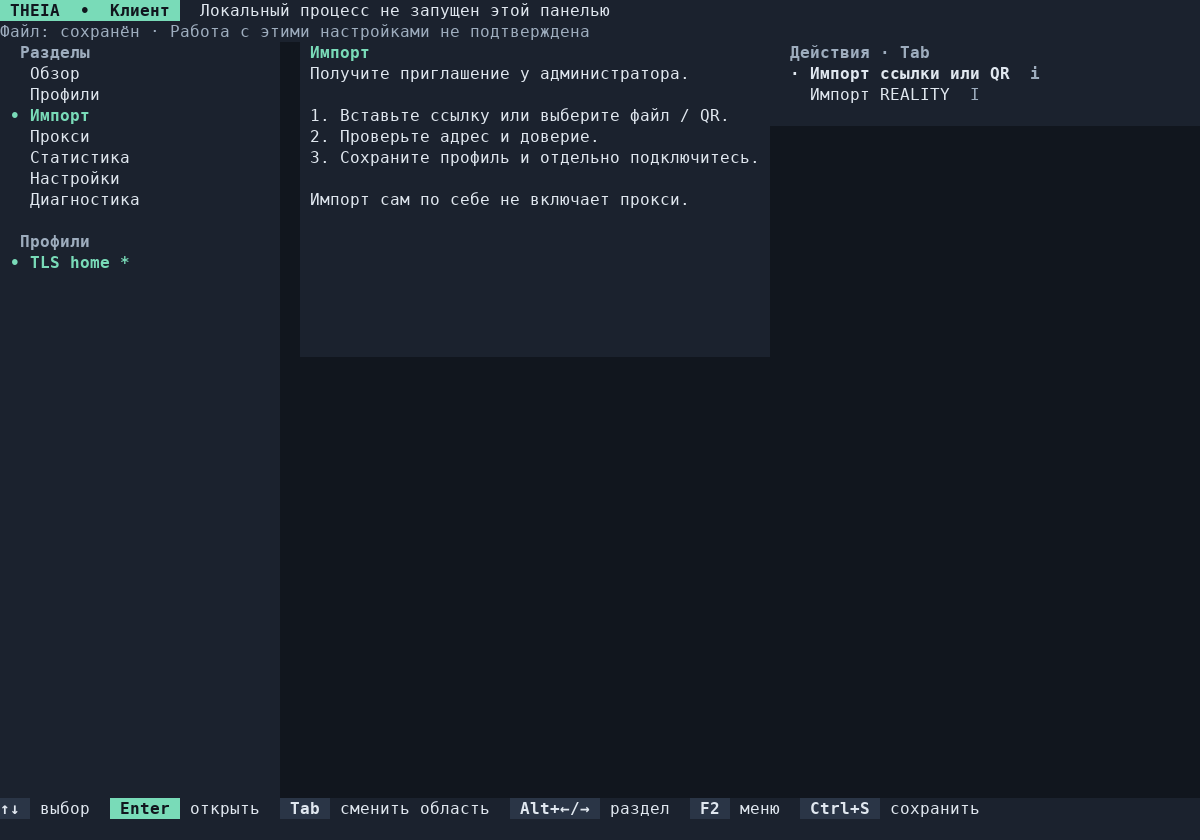 THEIA • Клиент Локальный процесс не запущен этой панелью
Файл: сохранён · Работа с этими настройками не подтверждена
Разделы
Обзор
Профили
• Импорт
Прокси
Статистика
Настройки
Диагностика
Профили
• TLS home *
Импорт
Получите приглашение у администратора.
1. Вставьте ссылку или выберите файл / QR.
2. Проверьте адрес и доверие.
3. Сохраните профиль и отдельно подключитесь.
Импорт сам по себе не включает прокси.
Действия · Tab
· Импорт ссылки или QR i
Импорт REALITY I
↑↓ выбор Enter открыть Tab сменить область Alt+←/→ раздел F2 меню Ctrl+S сохранить